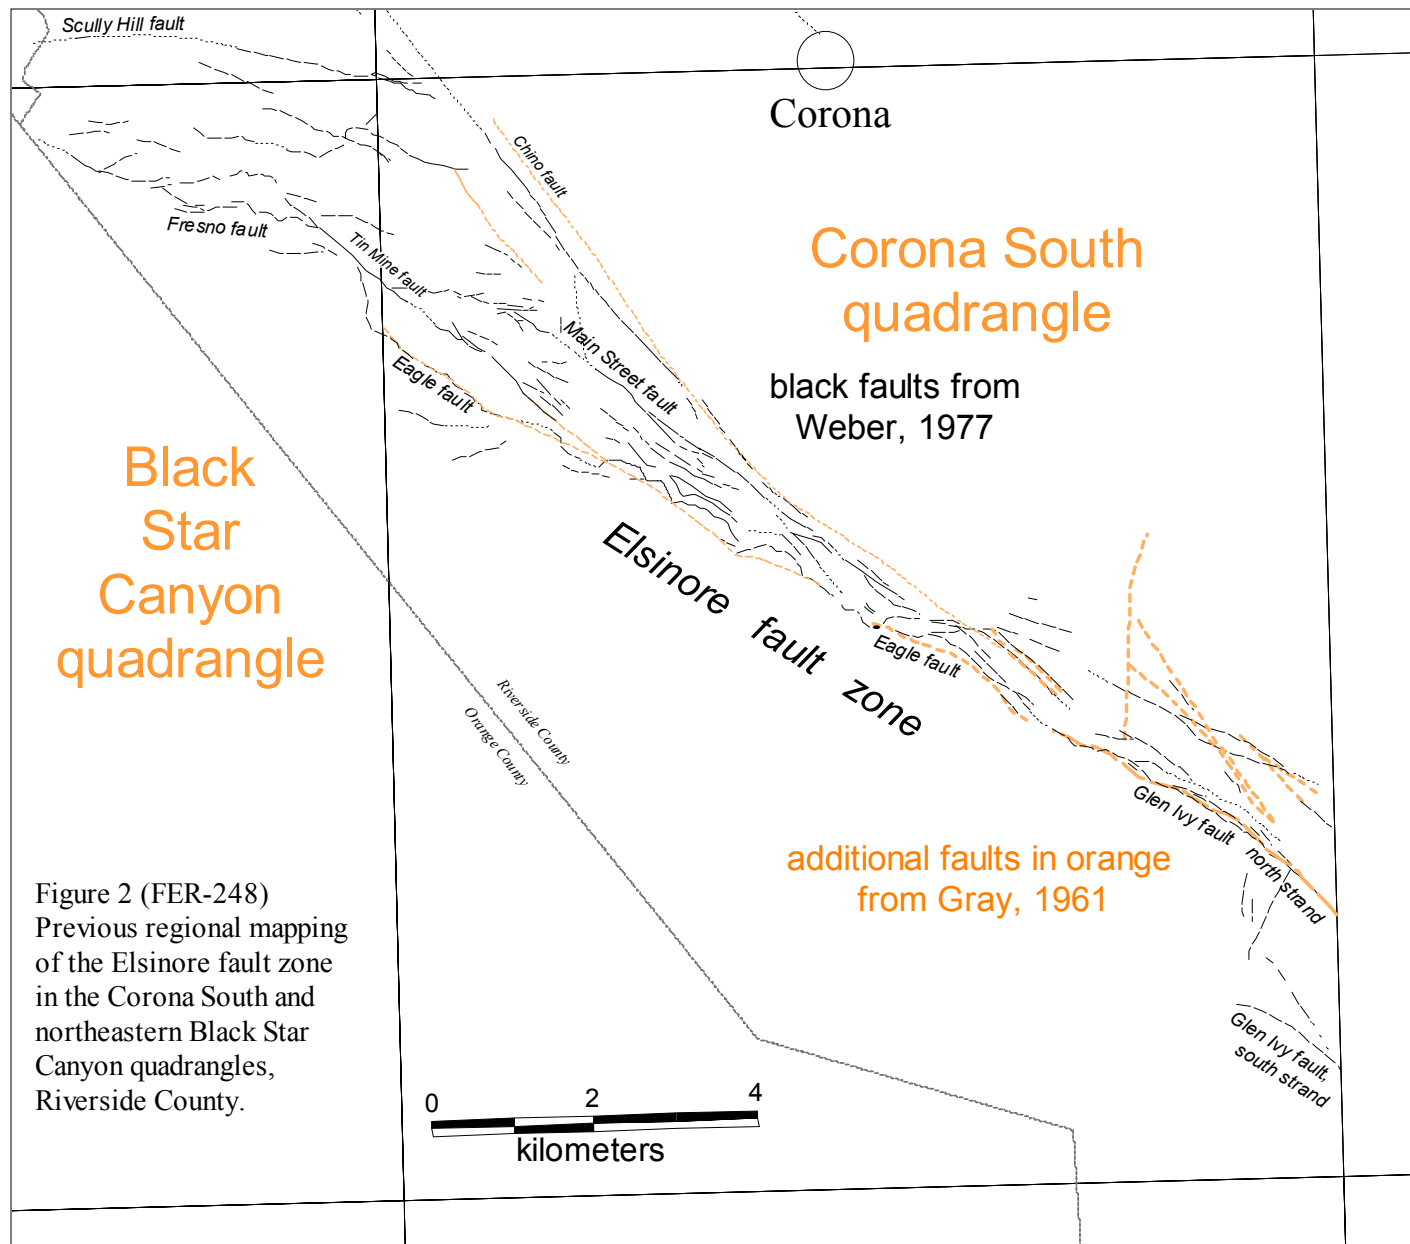 Scully Hill fault
Corona
Chino fault
Fresno fault
Tin Mine fault
Corona South
quadrangle
Main Street fault
Eagle fault
black faults from
Weber, 1977
Black
Star
Canyon
quadrangle
Elsinore fault zone
Eagle fault
Riverside County
Orange County
Glen Ivy fault north strand
additional faults in orange
from Gray, 1961
Figure 2 (FER-248)
Previous regional mapping
of the Elsinore fault zone
in the Corona South and
northeastern Black Star
Canyon quadrangles,
Riverside County.
Glen Ivy fault,
south strand
0 2 4
kilometers